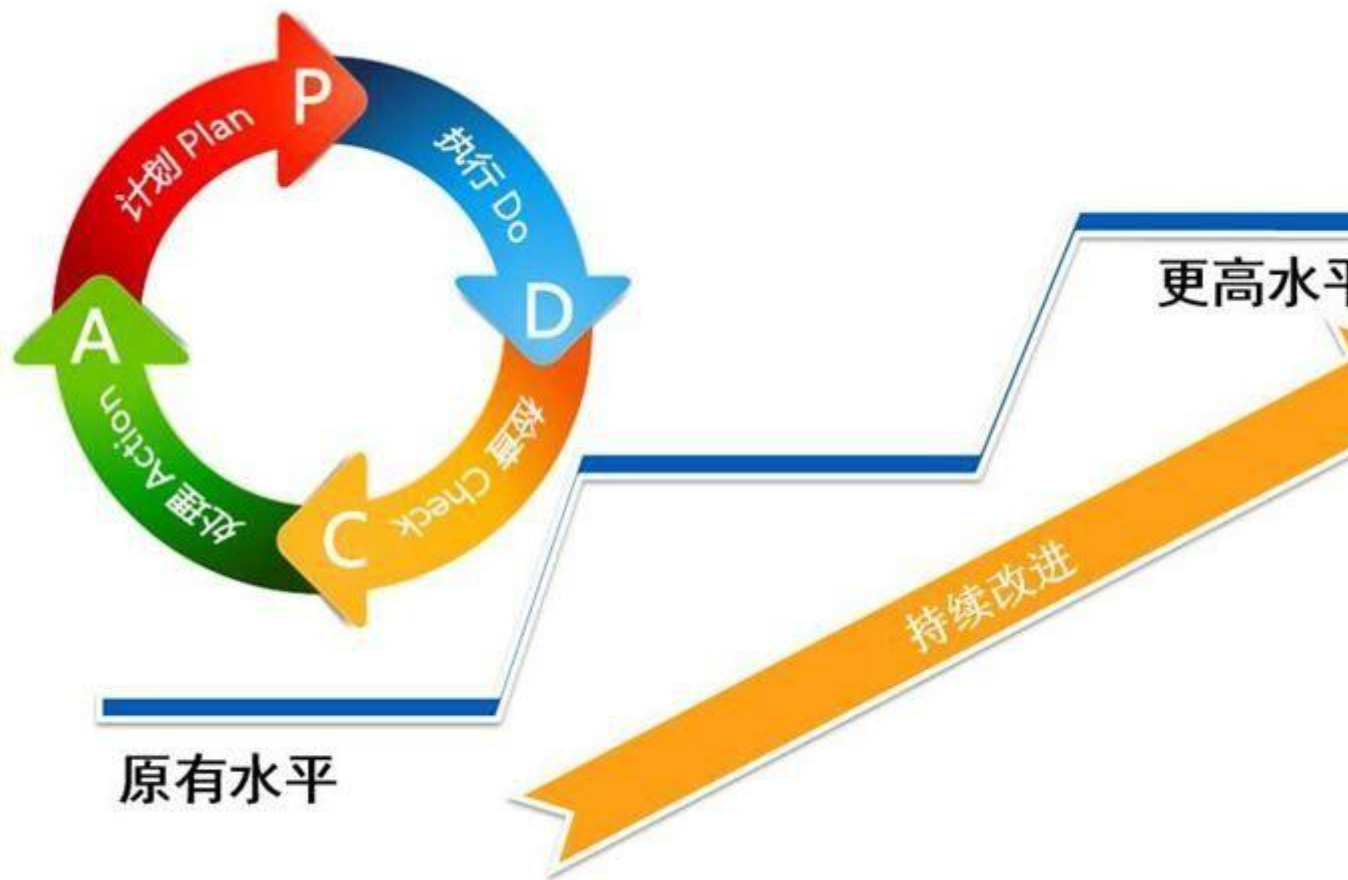 P
计划 Plan
执行 Do
D
检查 Check
C
处理 Action
A
更高水平
持续改进
原有水平